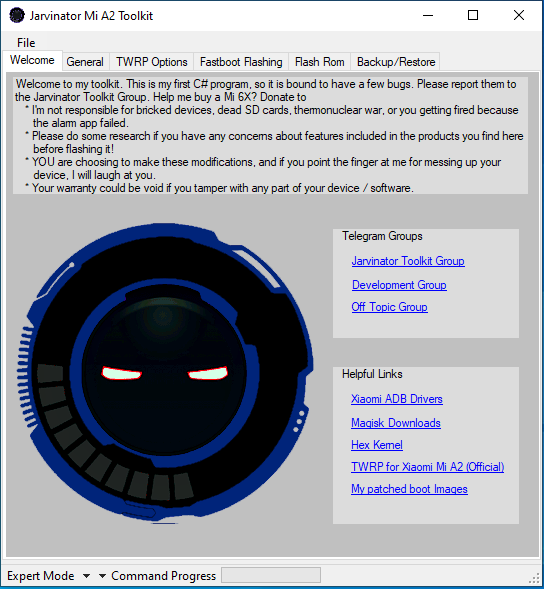 Jarvinator Mi A2 Toolkit
File
Welcome General TWRP Options Fastboot Flashing Flash Rom Backup/Restore
Welcome to my toolkit. This is my first C# program, so it is bound to have a few bugs. Please report them to
the Jarvinator Toolkit Group. Help me buy a Mi 6X? Donate to
* I'm not responsible for bricked devices, dead SD cards, thermonuclear war, or you getting fired because
the alarm app failed.
* Please do some research if you have any concerns about features included in the products you find here
before flashing it!
* YOU are choosing to make these modifications, and if you point the finger at me for messing up your
device, I will laugh at you.
* Your warranty could be void if you tamper with any part of your device / software.
Telegram Groups
Jarvinator Toolkit Group
Development Group
Off Topic Group
Helpful Links
Xiaomi ADB Drivers
Magisk Downloads
Hex Kernel
TWRP for Xiaomi Mi A2 (Official)
My patched boot Images
Expert Mode Command Progress